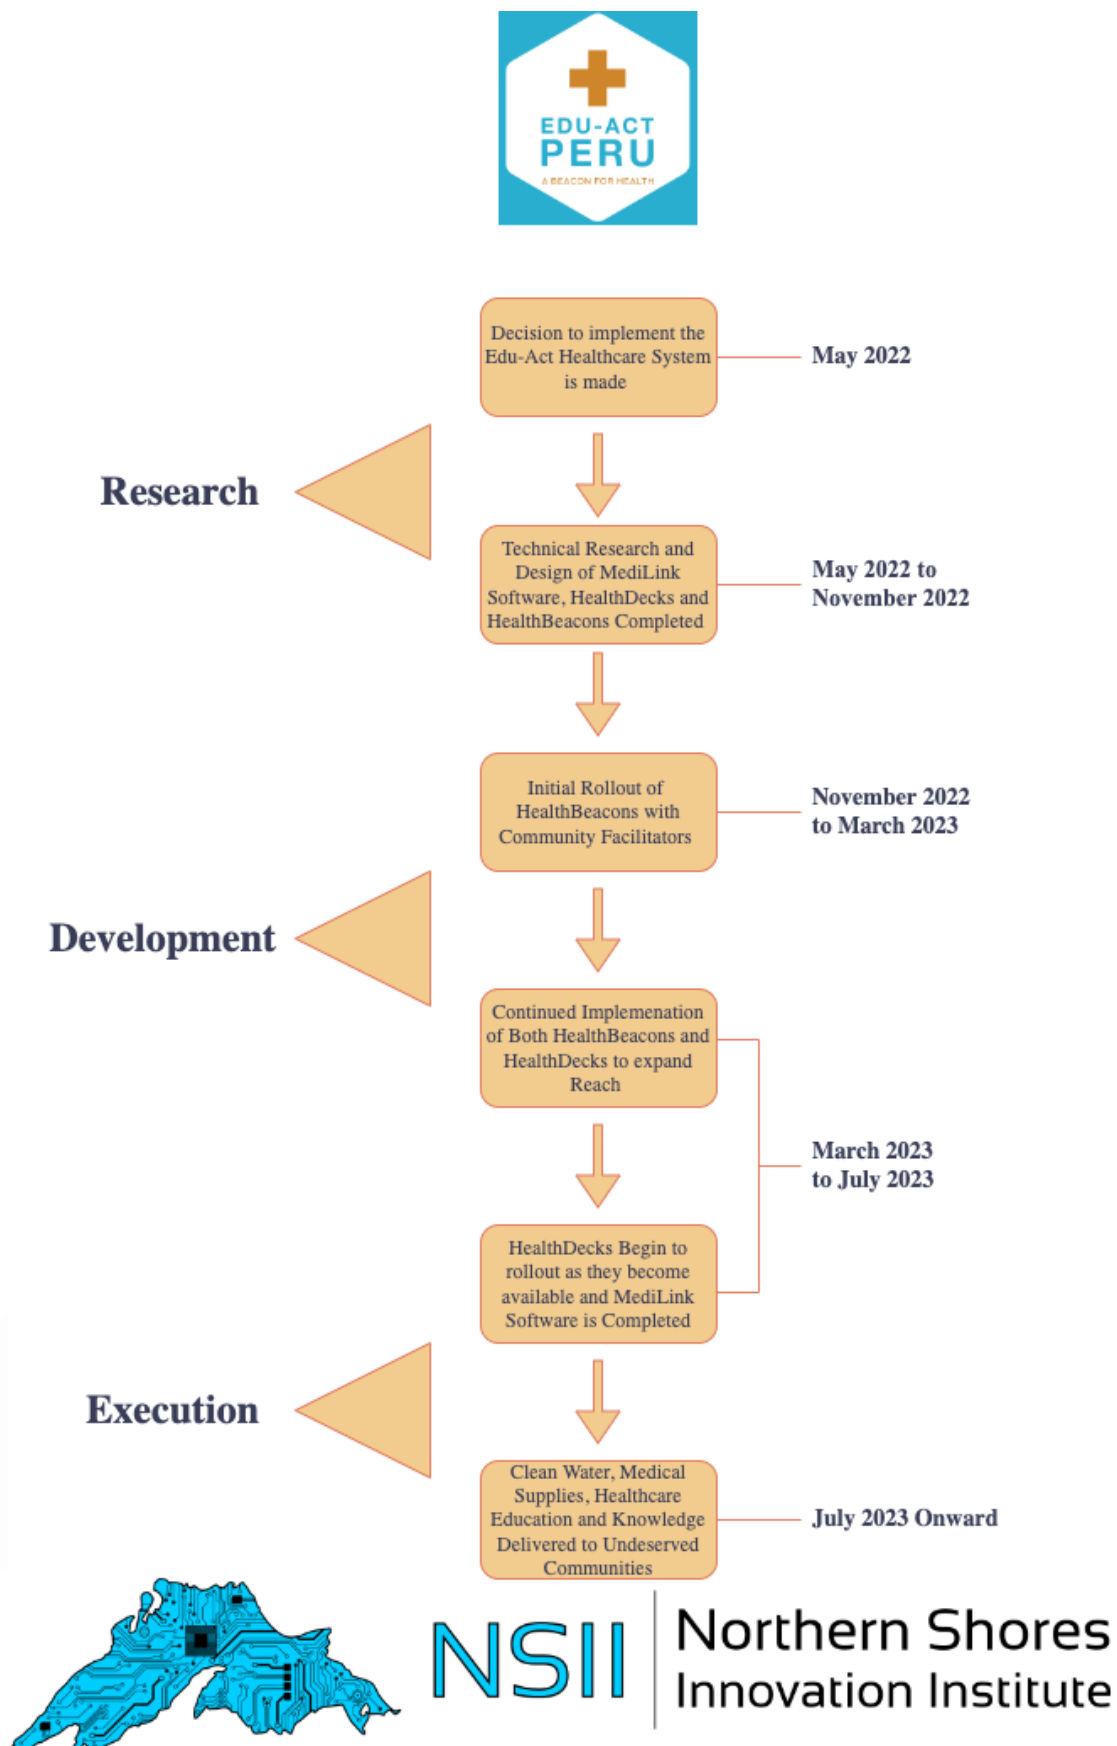 EDU-ACT
PERU
A BEACON FOR HEALTH
Decision to implement the
Edu-Act Healthcare System
is made
May 2022
Research
Technical Research and
Design of MediLink
Software, HealthDecks and
HealthBeacons Completed
May 2022 to
November 2022
Initial Rollout of
HealthBeacons with
Community Facilitators
November 2022
to March 2023
Development
Continued Implemenation
of Both HealthBeacons and
HealthDecks to expand
Reach
March 2023
to July 2023
HealthDecks Begin to
rollout as they become
available and MediLink
Software is Completed
Execution
Clean Water, Medical
Supplies, Healthcare
Education and Knowledge
Delivered to Undeserved
Communities
July 2023 Onward
NSII
Northern Shores
Innovation Institute